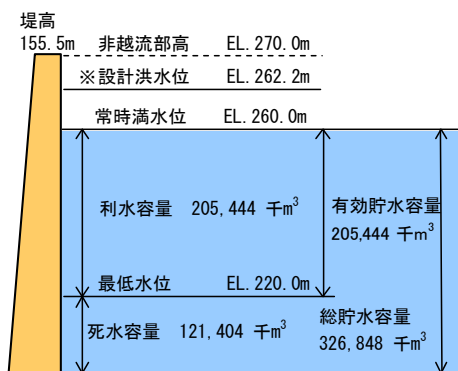 堤高
155.5m 非越流部高 EL.270.0m
※設計洪水位 EL.262.2m
常時満水位 EL.260.0m
利水容量 205,444 千m³
有効貯水容量
205,444 千m³
最低水位 EL.220.0m
死水容量 121,404 千m³
総貯水容量
326,848 千m³